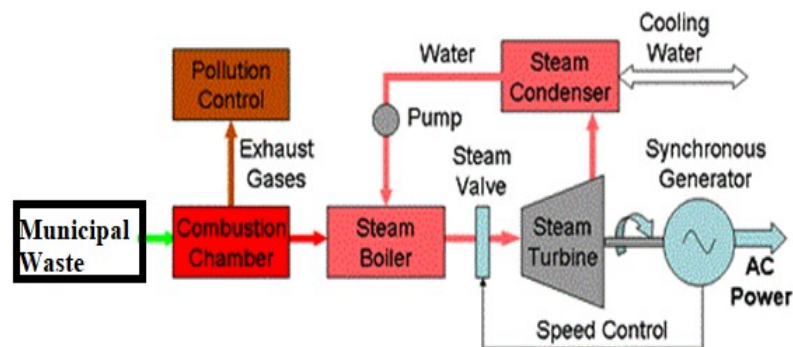 Cooling
Water
Pollution
Control
Water
Steam
Condenser
Pump
Exhaust
Gases
Steam
Valve
Synchronous
Generator
Municipal
Waste
Combustion
Chamber
Steam
Boiler
Steam
Turbine
AC
Power
Speed Control